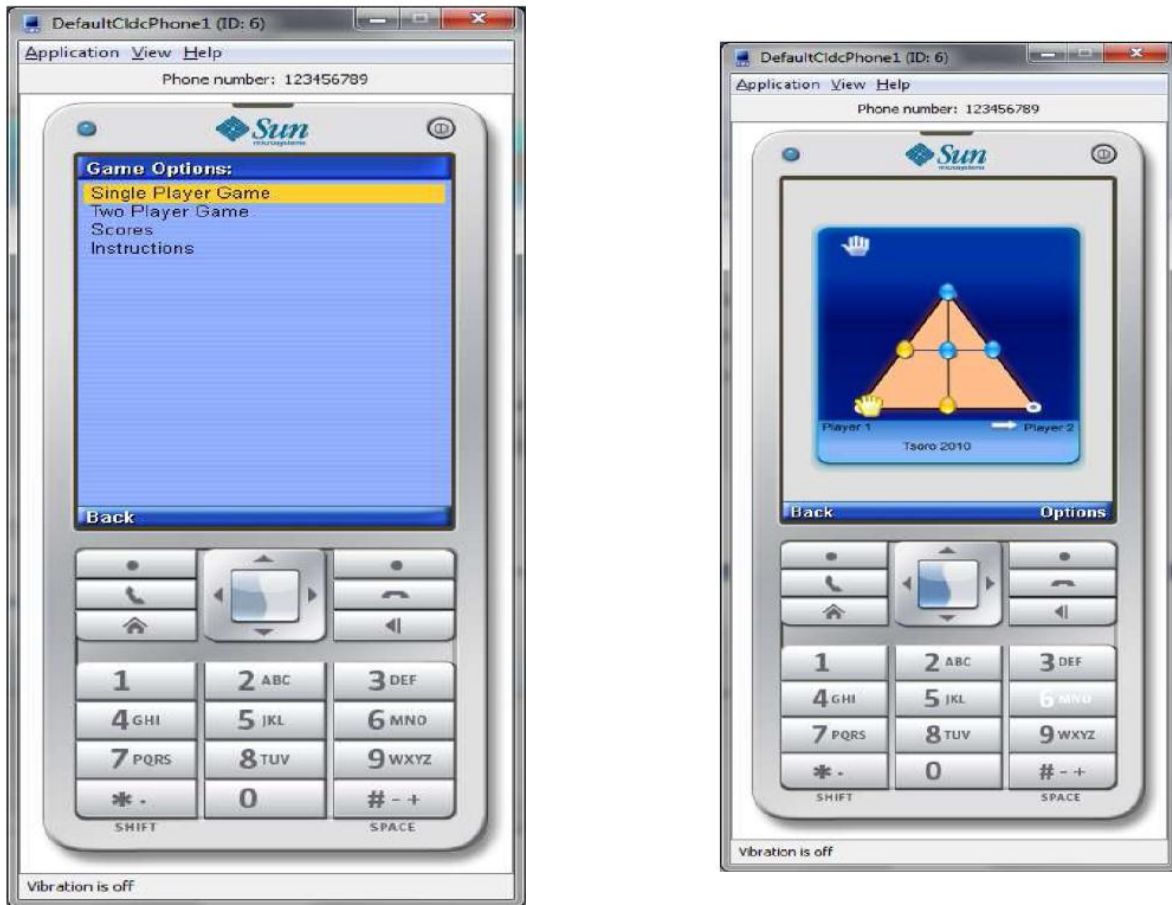 DefaultCldcPhone1 (ID: 6)
Application View Help
Phone number: 123456789
Sun
microsystems
Game Options:
Single Player Game
Two Player Game
Scores
Instructions
Back
1
2 ABC
3 DEF
4 GHI
5 JKL
6 MNO
7 PQRS
8 TUV
9 WXYZ
* .
0
# - +
SHIFT
SPACE
Vibration is off
DefaultCldcPhone1 (ID: 6)
Application View Help
Phone number: 123456789
Sun
microsystems
Player 1
Player 2
Tsoro 2010
Back
Options
1
2 ABC
3 DEF
4 GHI
5 JKL
6 MNO
7 PQRS
8 TUV
9 WXYZ
* .
0
# - +
SHIFT
SPACE
Vibration is off